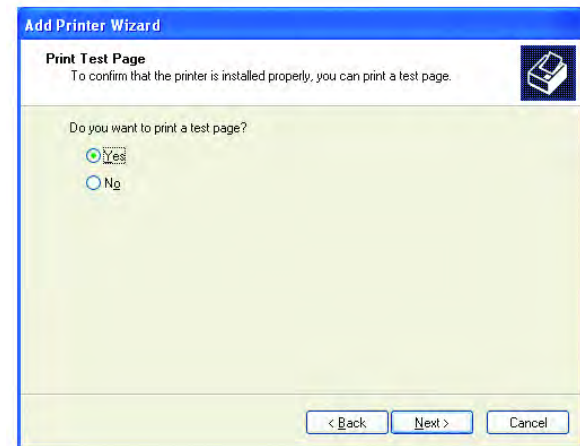 Add Printer Wizard
Print Test Page
To confirm that the printer is installed properly, you can print a test page.
Do you want to print a test page?
Yes
No
< Back Next > Cancel